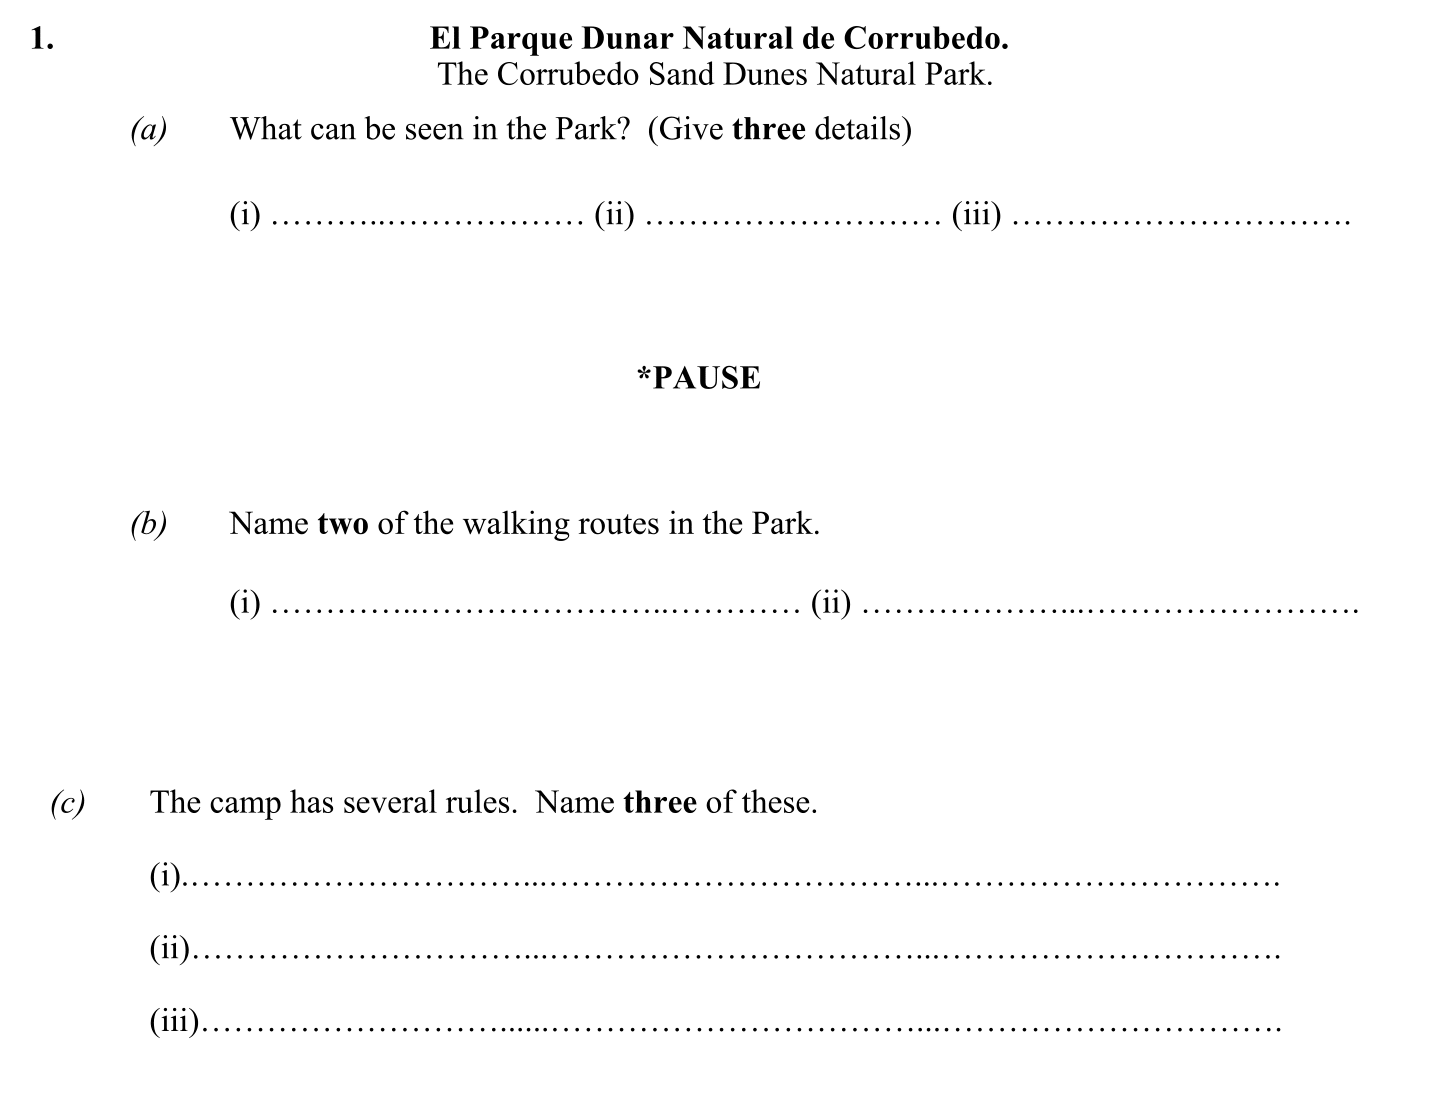 1. El Parque Dunar Natural de Corrubedo.
The Corrubedo Sand Dunes Natural Park.
(a) What can be seen in the Park? (Give three details)
(i) ………..……………… (ii) ……………………… (iii) ………………………….
*PAUSE
(b) Name two of the walking routes in the Park.
(i) …………..…………………..………… (ii) ………………...…………………….
(c) The camp has several rules. Name three of these.
(i).…………………………...……………………………...………………………….
(ii)…………………………...……………………………...………………………….
(iii)……………………….....……………………………...………………………….